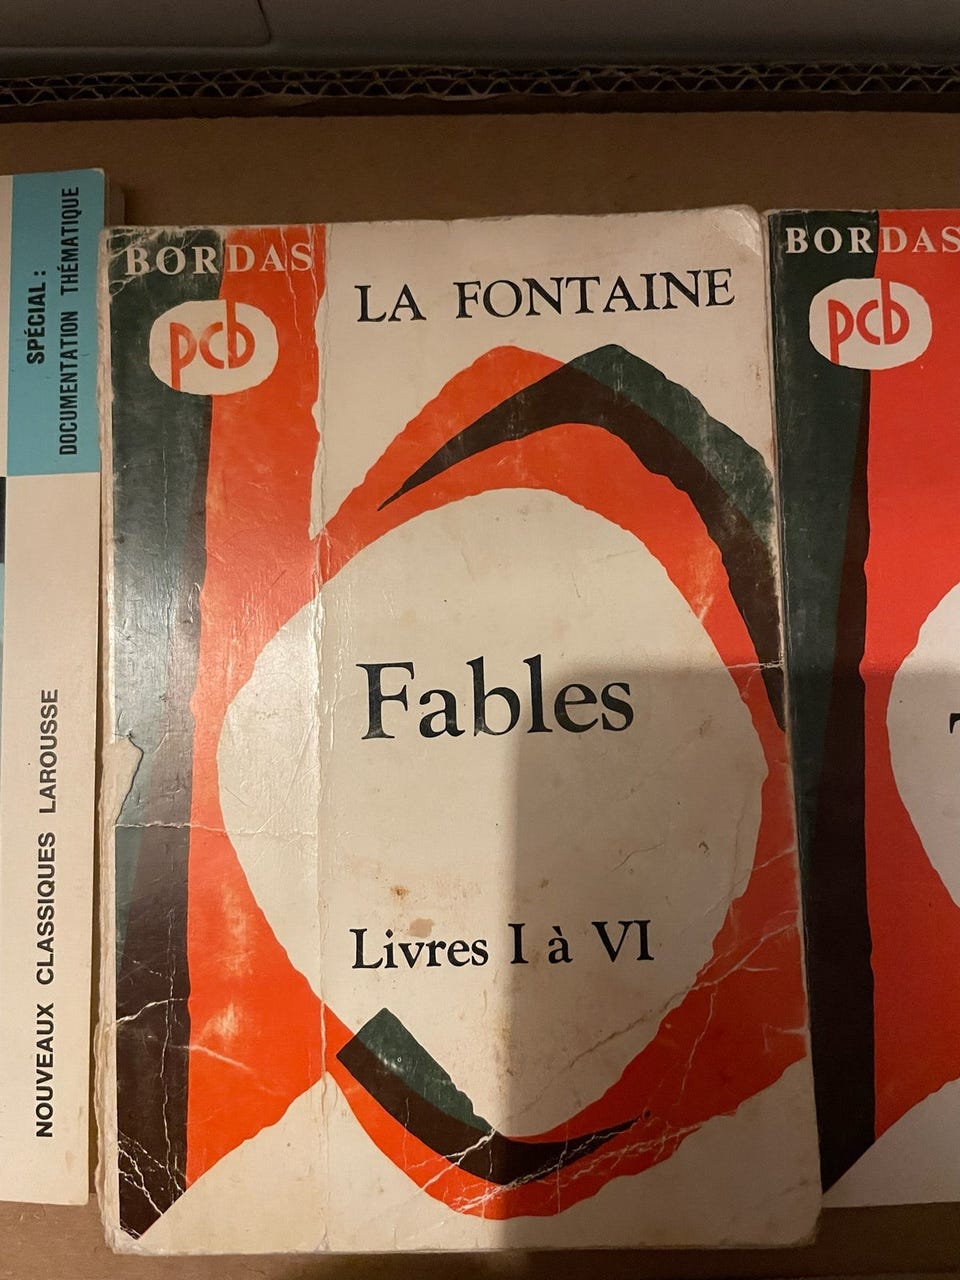 SPÉCIAL :
DOCUMENTATION THÉMATIQUE
NOUVEAUX CLASSIQUES LAROUSSE
BORDAS
pcb
LA FONTAINE
Fables
Livres I à VI
BORDAS
pcb